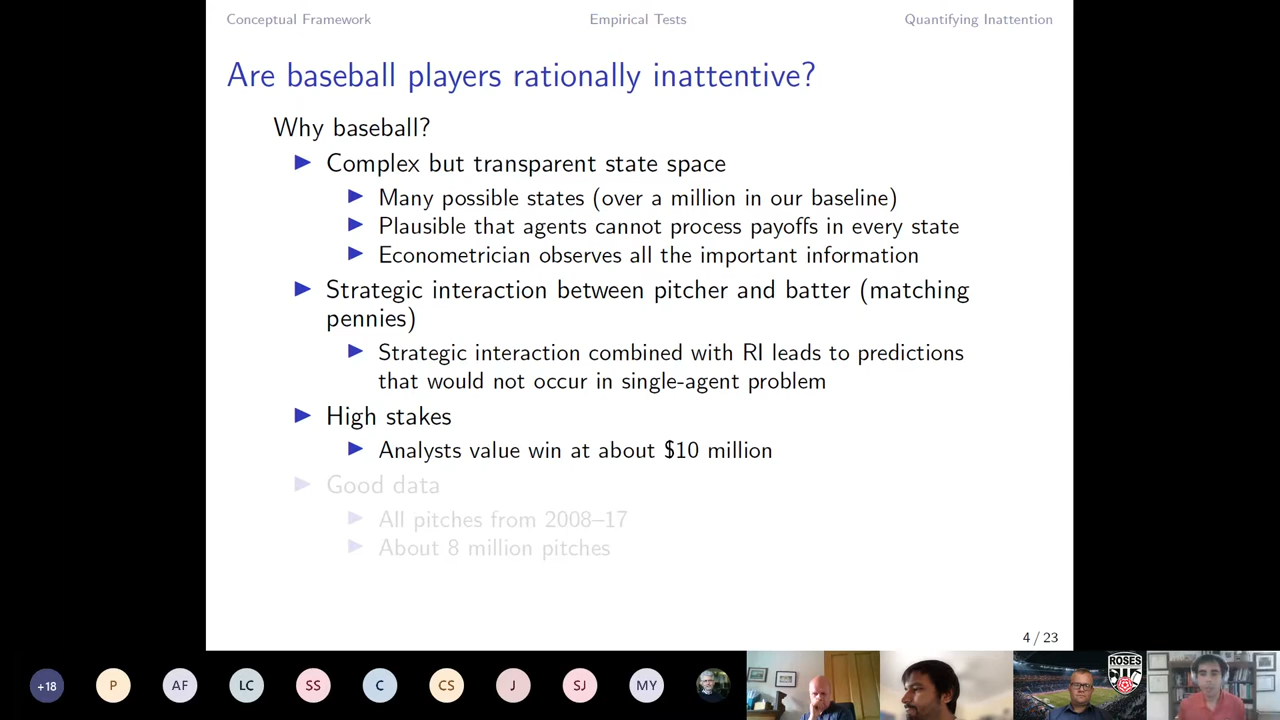 Conceptual Framework Empirical Tests Quantifying Inattention
Are baseball players rationally inattentive?
Why baseball?
Complex but transparent state space
Many possible states (over a million in our baseline)
Plausible that agents cannot process payoffs in every state
Econometrician observes all the important information
Strategic interaction between pitcher and batter (matching
pennies)
Strategic interaction combined with RI leads to predictions
that would not occur in single-agent problem
High stakes
Analysts value win at about $10 million
Good data
All pitches from 2008–17
About 8 million pitches
4 / 23
+18 P AF LC SS C CS J SJ MY
ROSES